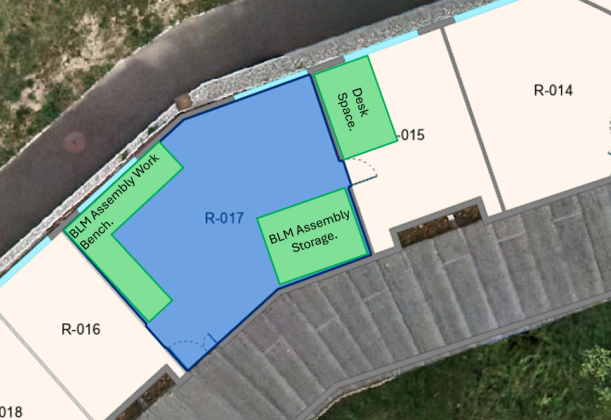 R-014
Desk
Space.
-015
BLM Assembly Work
Bench.
R-017
BLM Assembly
Storage.
R-016
018